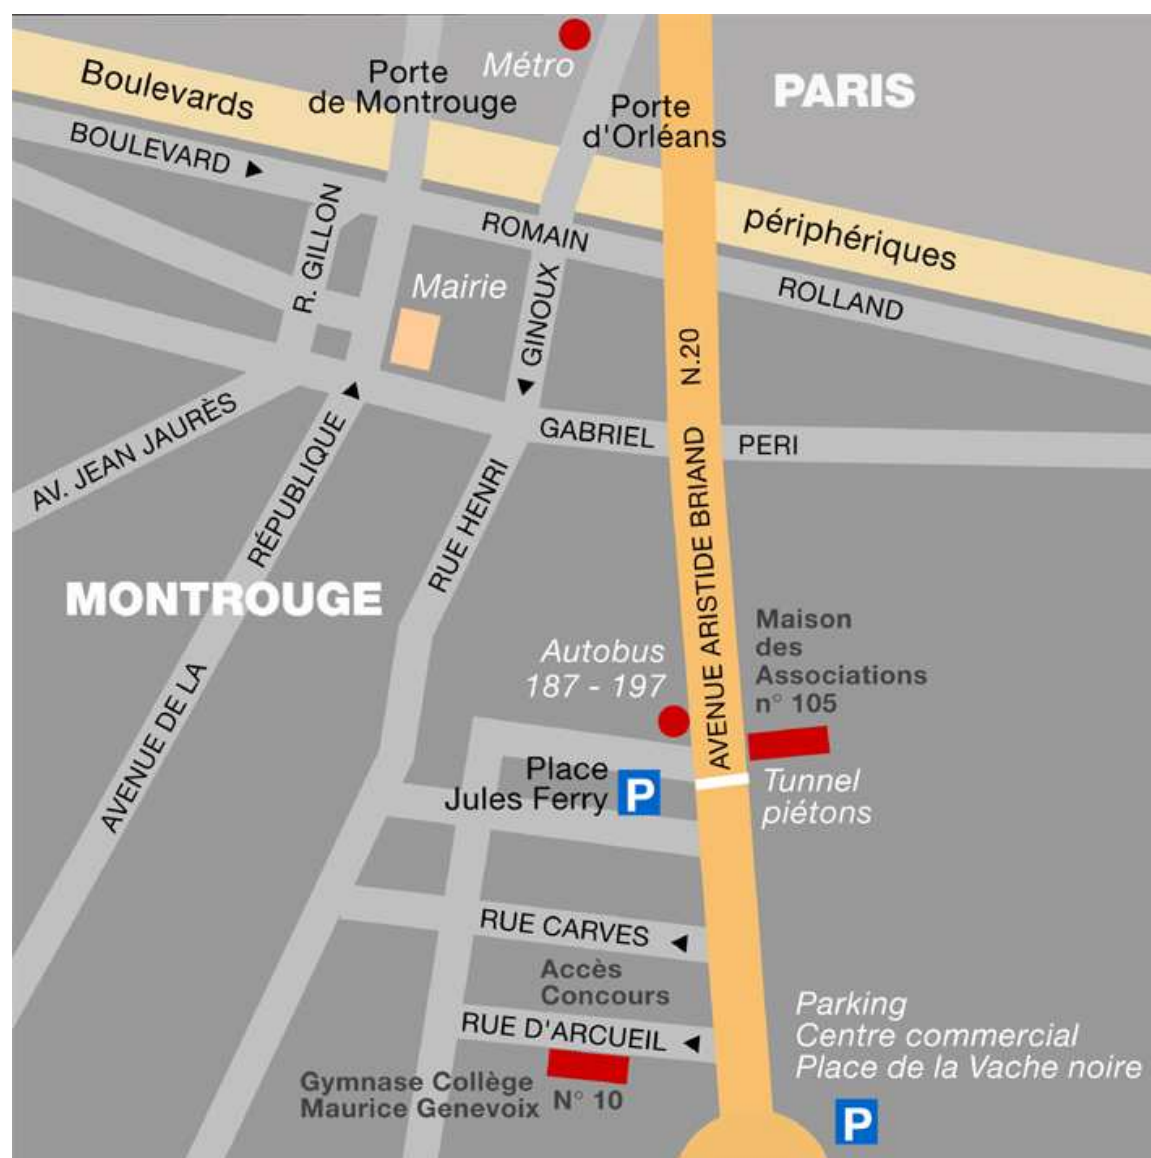 Métro
PARIS
Boulevards
Porte
de Montrouge
Porte
d'Orléans
BOULEVARD
ROMAIN
périphériques
ROLLAND
R. GILLON
Mairie
GINOUX
N.20
AV. JEAN JAURÈS
RÉPUBLIQUE
GABRIEL
PERI
RUE HENRI
AVENUE ARISTIDE BRIAND
MONTROUGE
Autobus
187 - 197
Maison
des
Associations
n° 105
AVENUE DE LA
Place
Jules Ferry
P
Tunnel
piétons
RUE CARVES
Accès
Concours
RUE D'ARCUEIL
Parking
Centre commercial
Place de la Vache noire
Gymnase Collège
Maurice Genevoix
N° 10
P